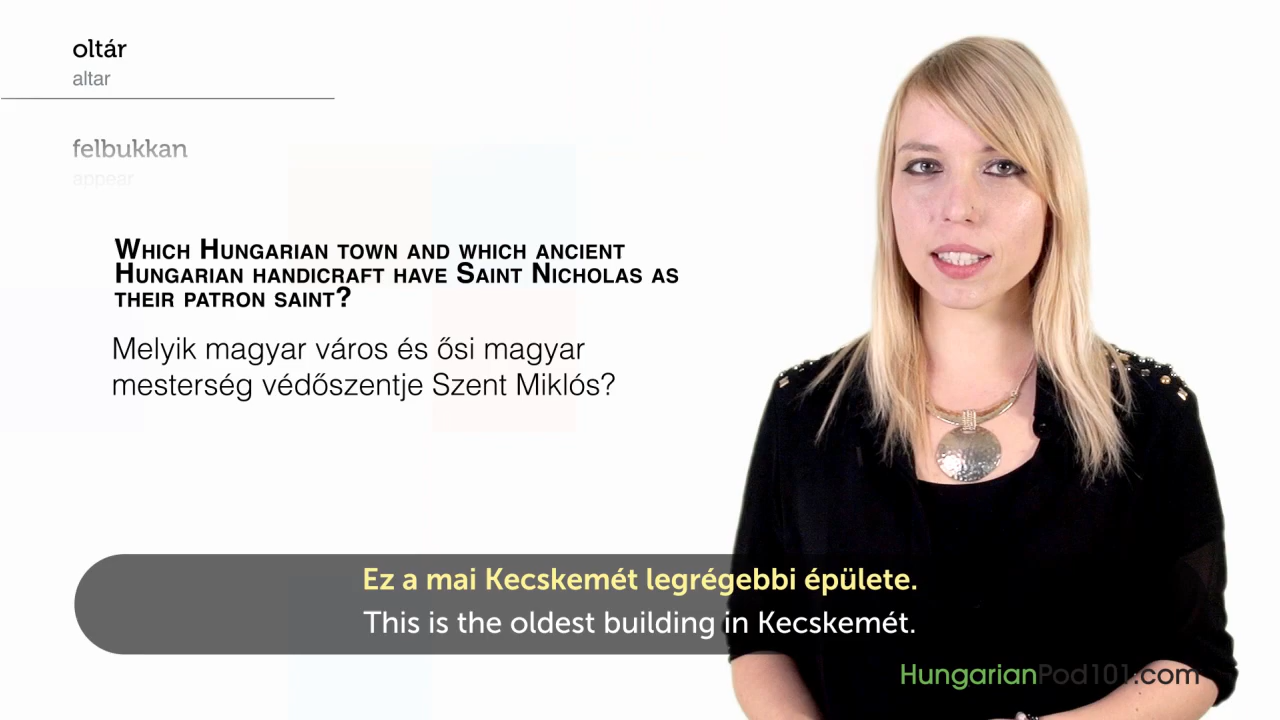 oltár
altar
felbukkan
appear
Which Hungarian town and which ancient
Hungarian handicraft have Saint Nicholas as
their patron saint?
Melyik magyar város és ősi magyar
mesterség védőszentje Szent Miklós?
Ez a mai Kecskemét legrégebbi épülete.
This is the oldest building in Kecskemét.
HungarianPod101.com